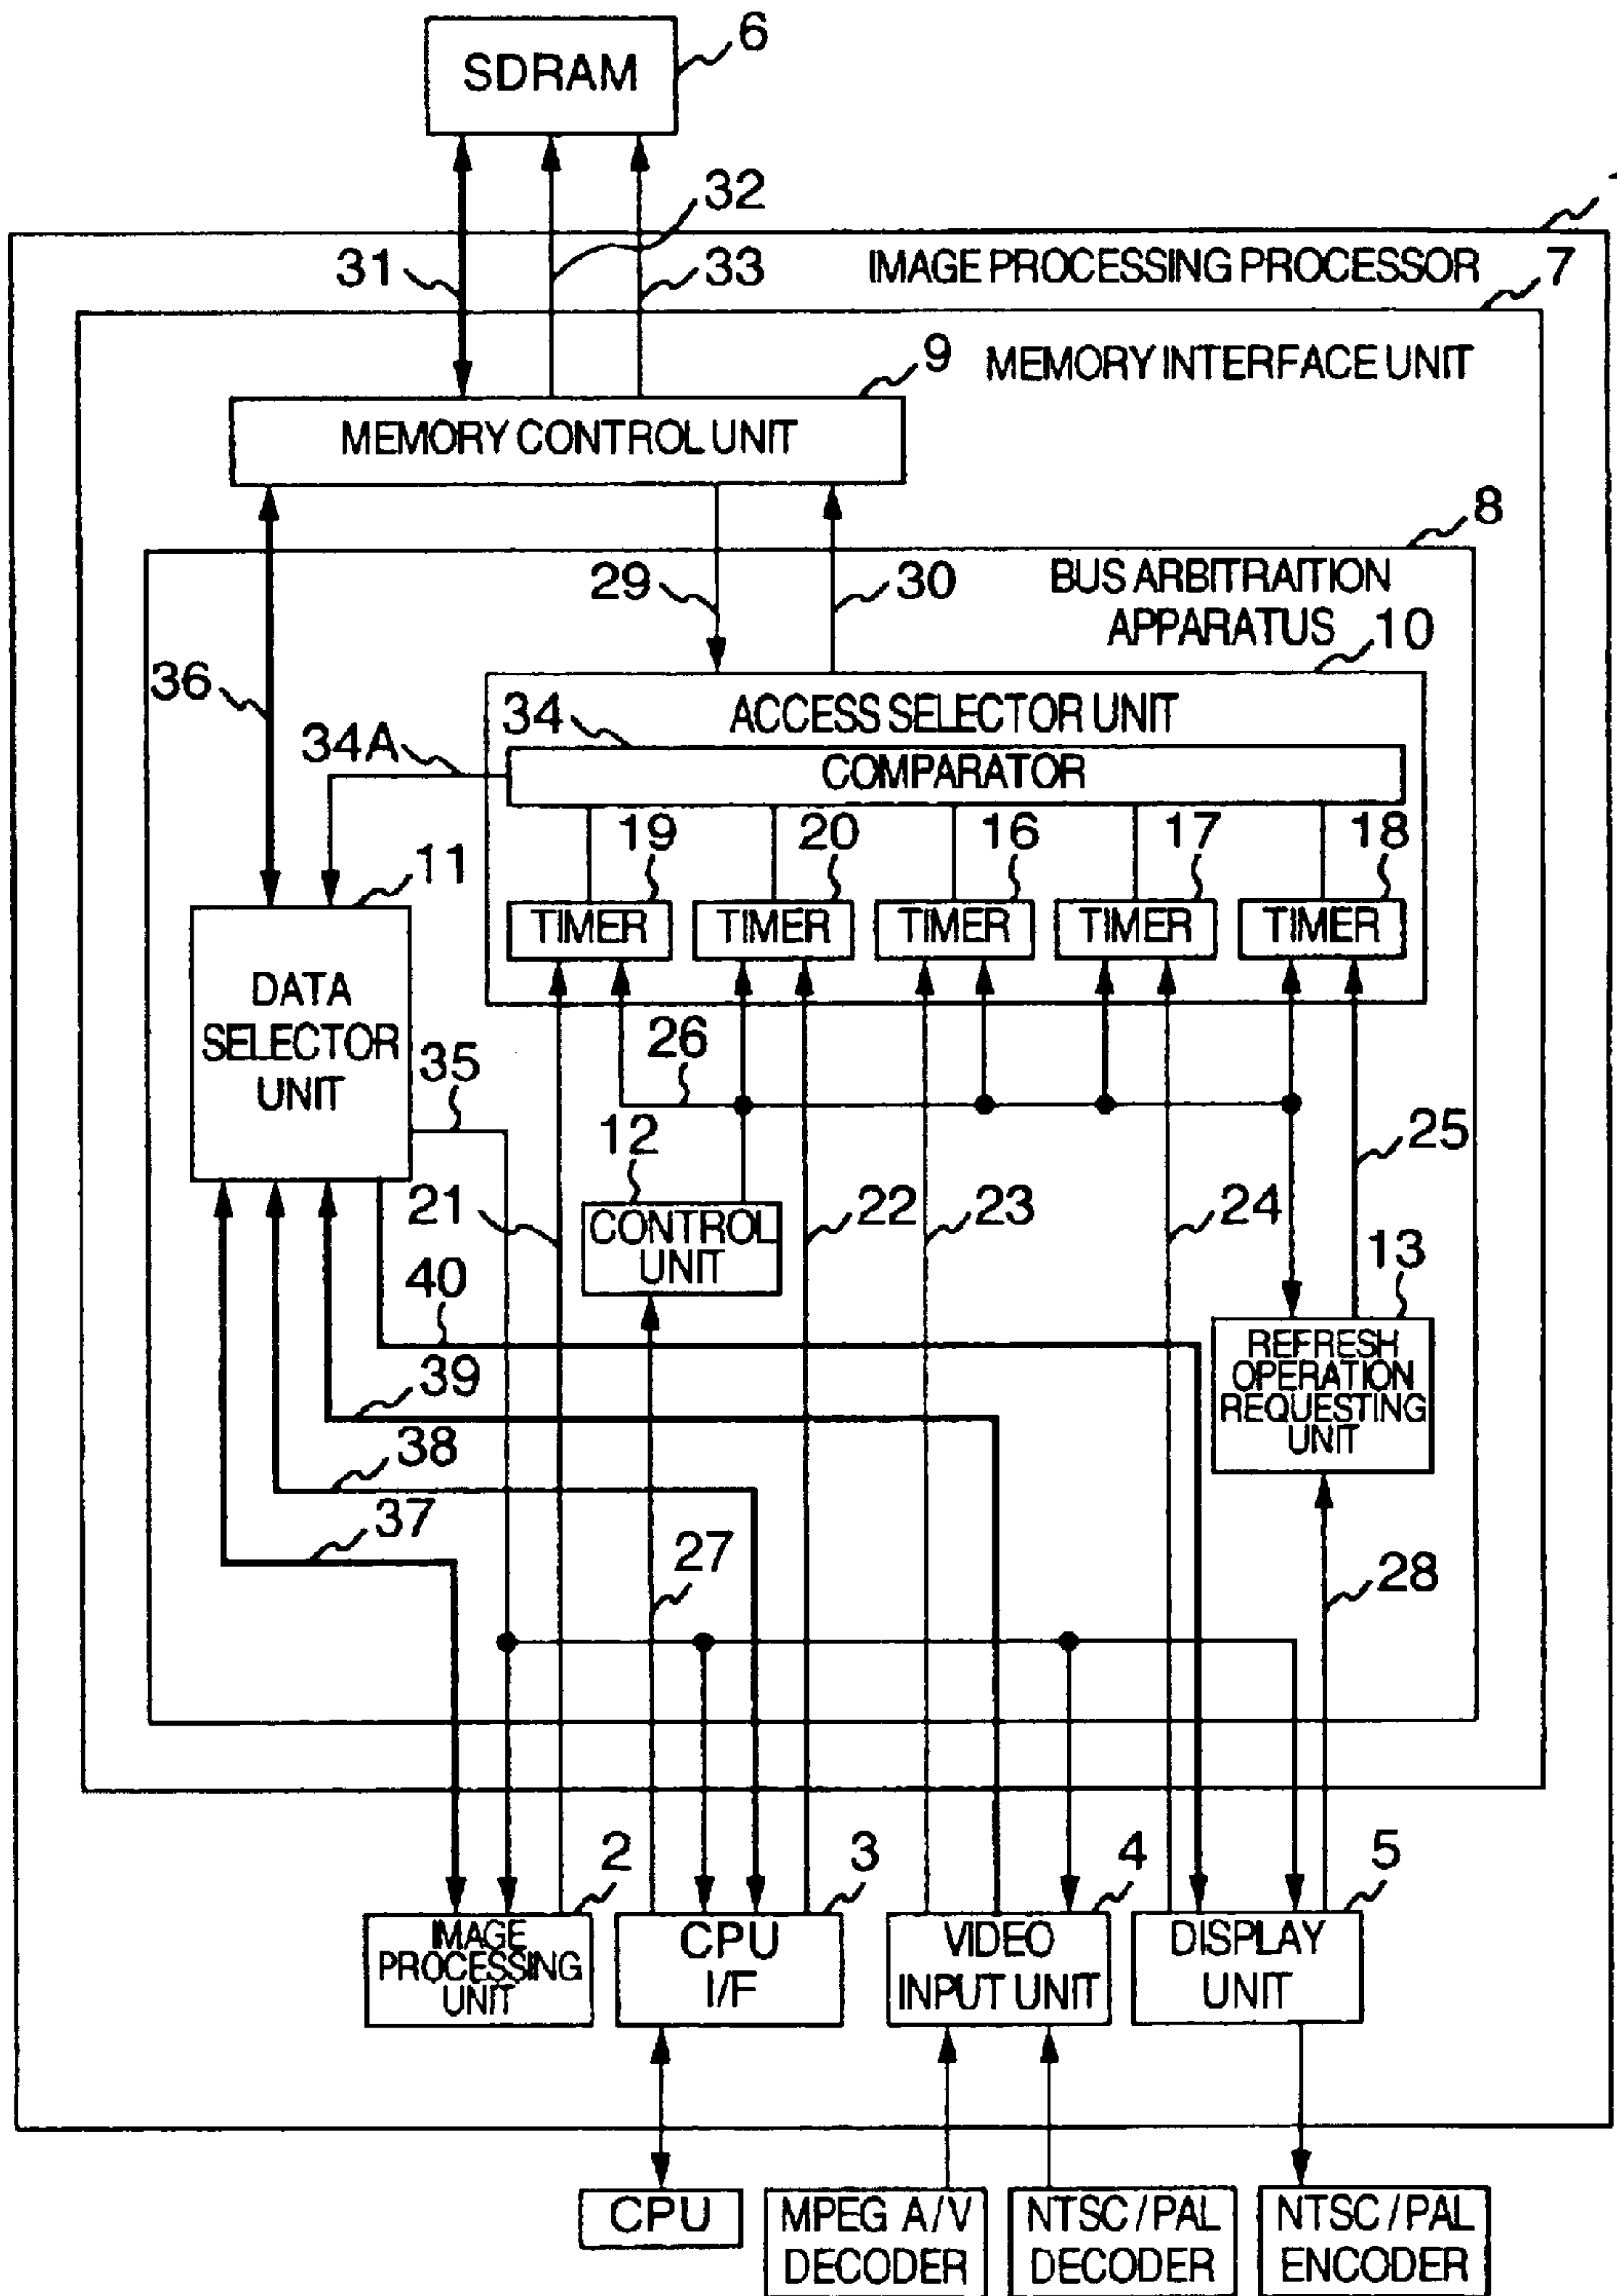 SDRAM
6
32
31
33
IMAGE PROCESSING PROCESSOR
7
MEMORY INTERFACE UNIT
9
MEMORY CONTROL UNIT
8
BUS ARBITRAITION
APPARATUS
29
30
10
36
34
ACCESS SELECTOR UNIT
34A
COMPARATOR
19
20
16
17
18
11
TIMER
TIMER
TIMER
TIMER
TIMER
DATA
SELECTOR
UNIT
35
26
12
25
21
CONTROL
UNIT
22
23
24
13
40
REFRESH
OPERATION
REQUESTING
UNIT
39
38
37
27
28
2
3
4
5
IMAGE
PROCESSING
UNIT
CPU
I/F
VIDEO
INPUT UNIT
DISPLAY
UNIT
CPU
MPEG A/V
DECODER
NTSC/PAL
DECODER
NTSC/PAL
ENCODER